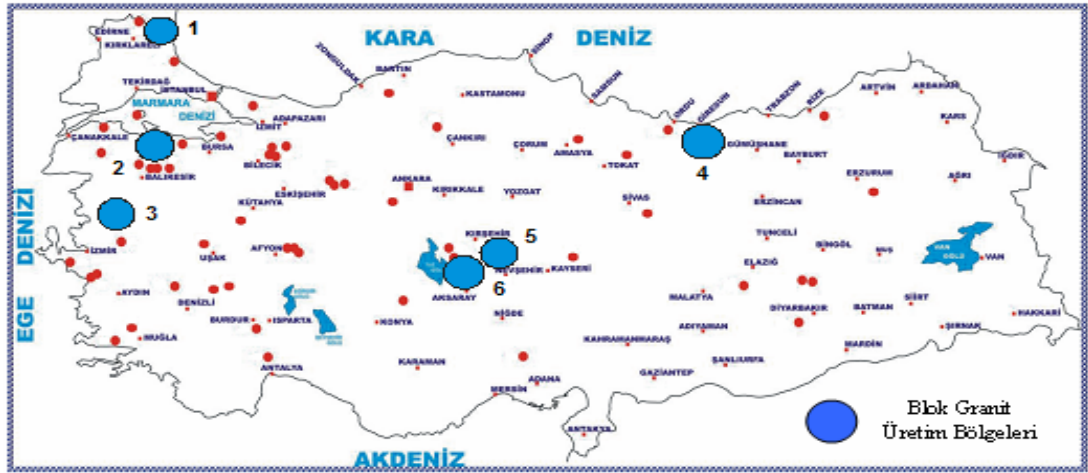 1
EDİRNE
KIRKLARELİ
KARA DENİZ
ZONGULDAK
BARTIN
SİNOP
KASTAMONU
SAMSUN
ORDU
GİRESUN
TRABZON
RİZE
ARTVİN
ARDAHAN
KARS
TEKİRDAĞ
İSTANBUL
MARMARA
DENİZİ
İZMİT
ADAPAZARI
ÇANAKKALE
BURSA
BİLECİK
2
BALIKESİR
ÇANKIRI
ÇORUM
AMASYA
TOKAT
4
GÜMÜŞHANE
BAYBURT
ERZURUM
AĞRI
IĞDIR
ESKİŞEHİR
ANKARA
KIRIKKALE
YOZGAT
SİVAS
ERZİNCAN
3
KÜTAHYA
EGE DENİZİ
İZMİR
UŞAK
AFYON
KIRŞEHİR
5
NEVŞEHİR
KAYSERİ
TUNCELİ
BİNGÖL
MUŞ
ELAZIĞ
VAN
GÖLÜ
VAN
AYDIN
DENİZLİ
BURDUR
ISPARTA
6
AKSARAY
NİĞDE
KONYA
MALATYA
DİYARBAKIR
BATMAN
SİİRT
HAKKARİ
ŞIRNAK
MARDİN
MUĞLA
ANTALYA
KARAMAN
MERSİN
ADANA
KAHRAMANMARAŞ
ADIYAMAN
GAZİANTEP
ŞANLIURFA
ANTAKYA
AKDENİZ
Blok Granit
Üretim Bölgeleri